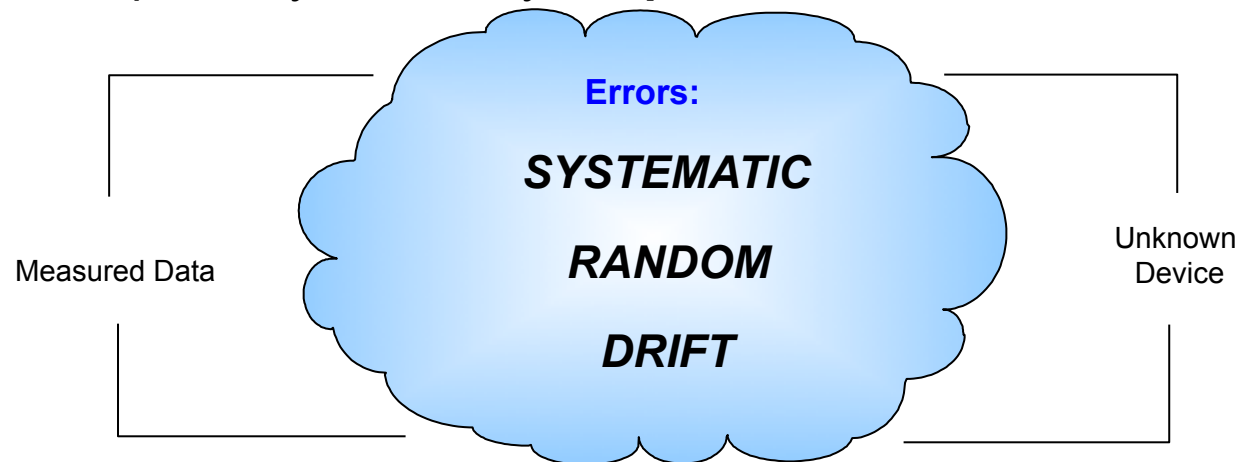 Errors:
SYSTEMATIC
RANDOM
DRIFT
Measured Data
Unknown
Device